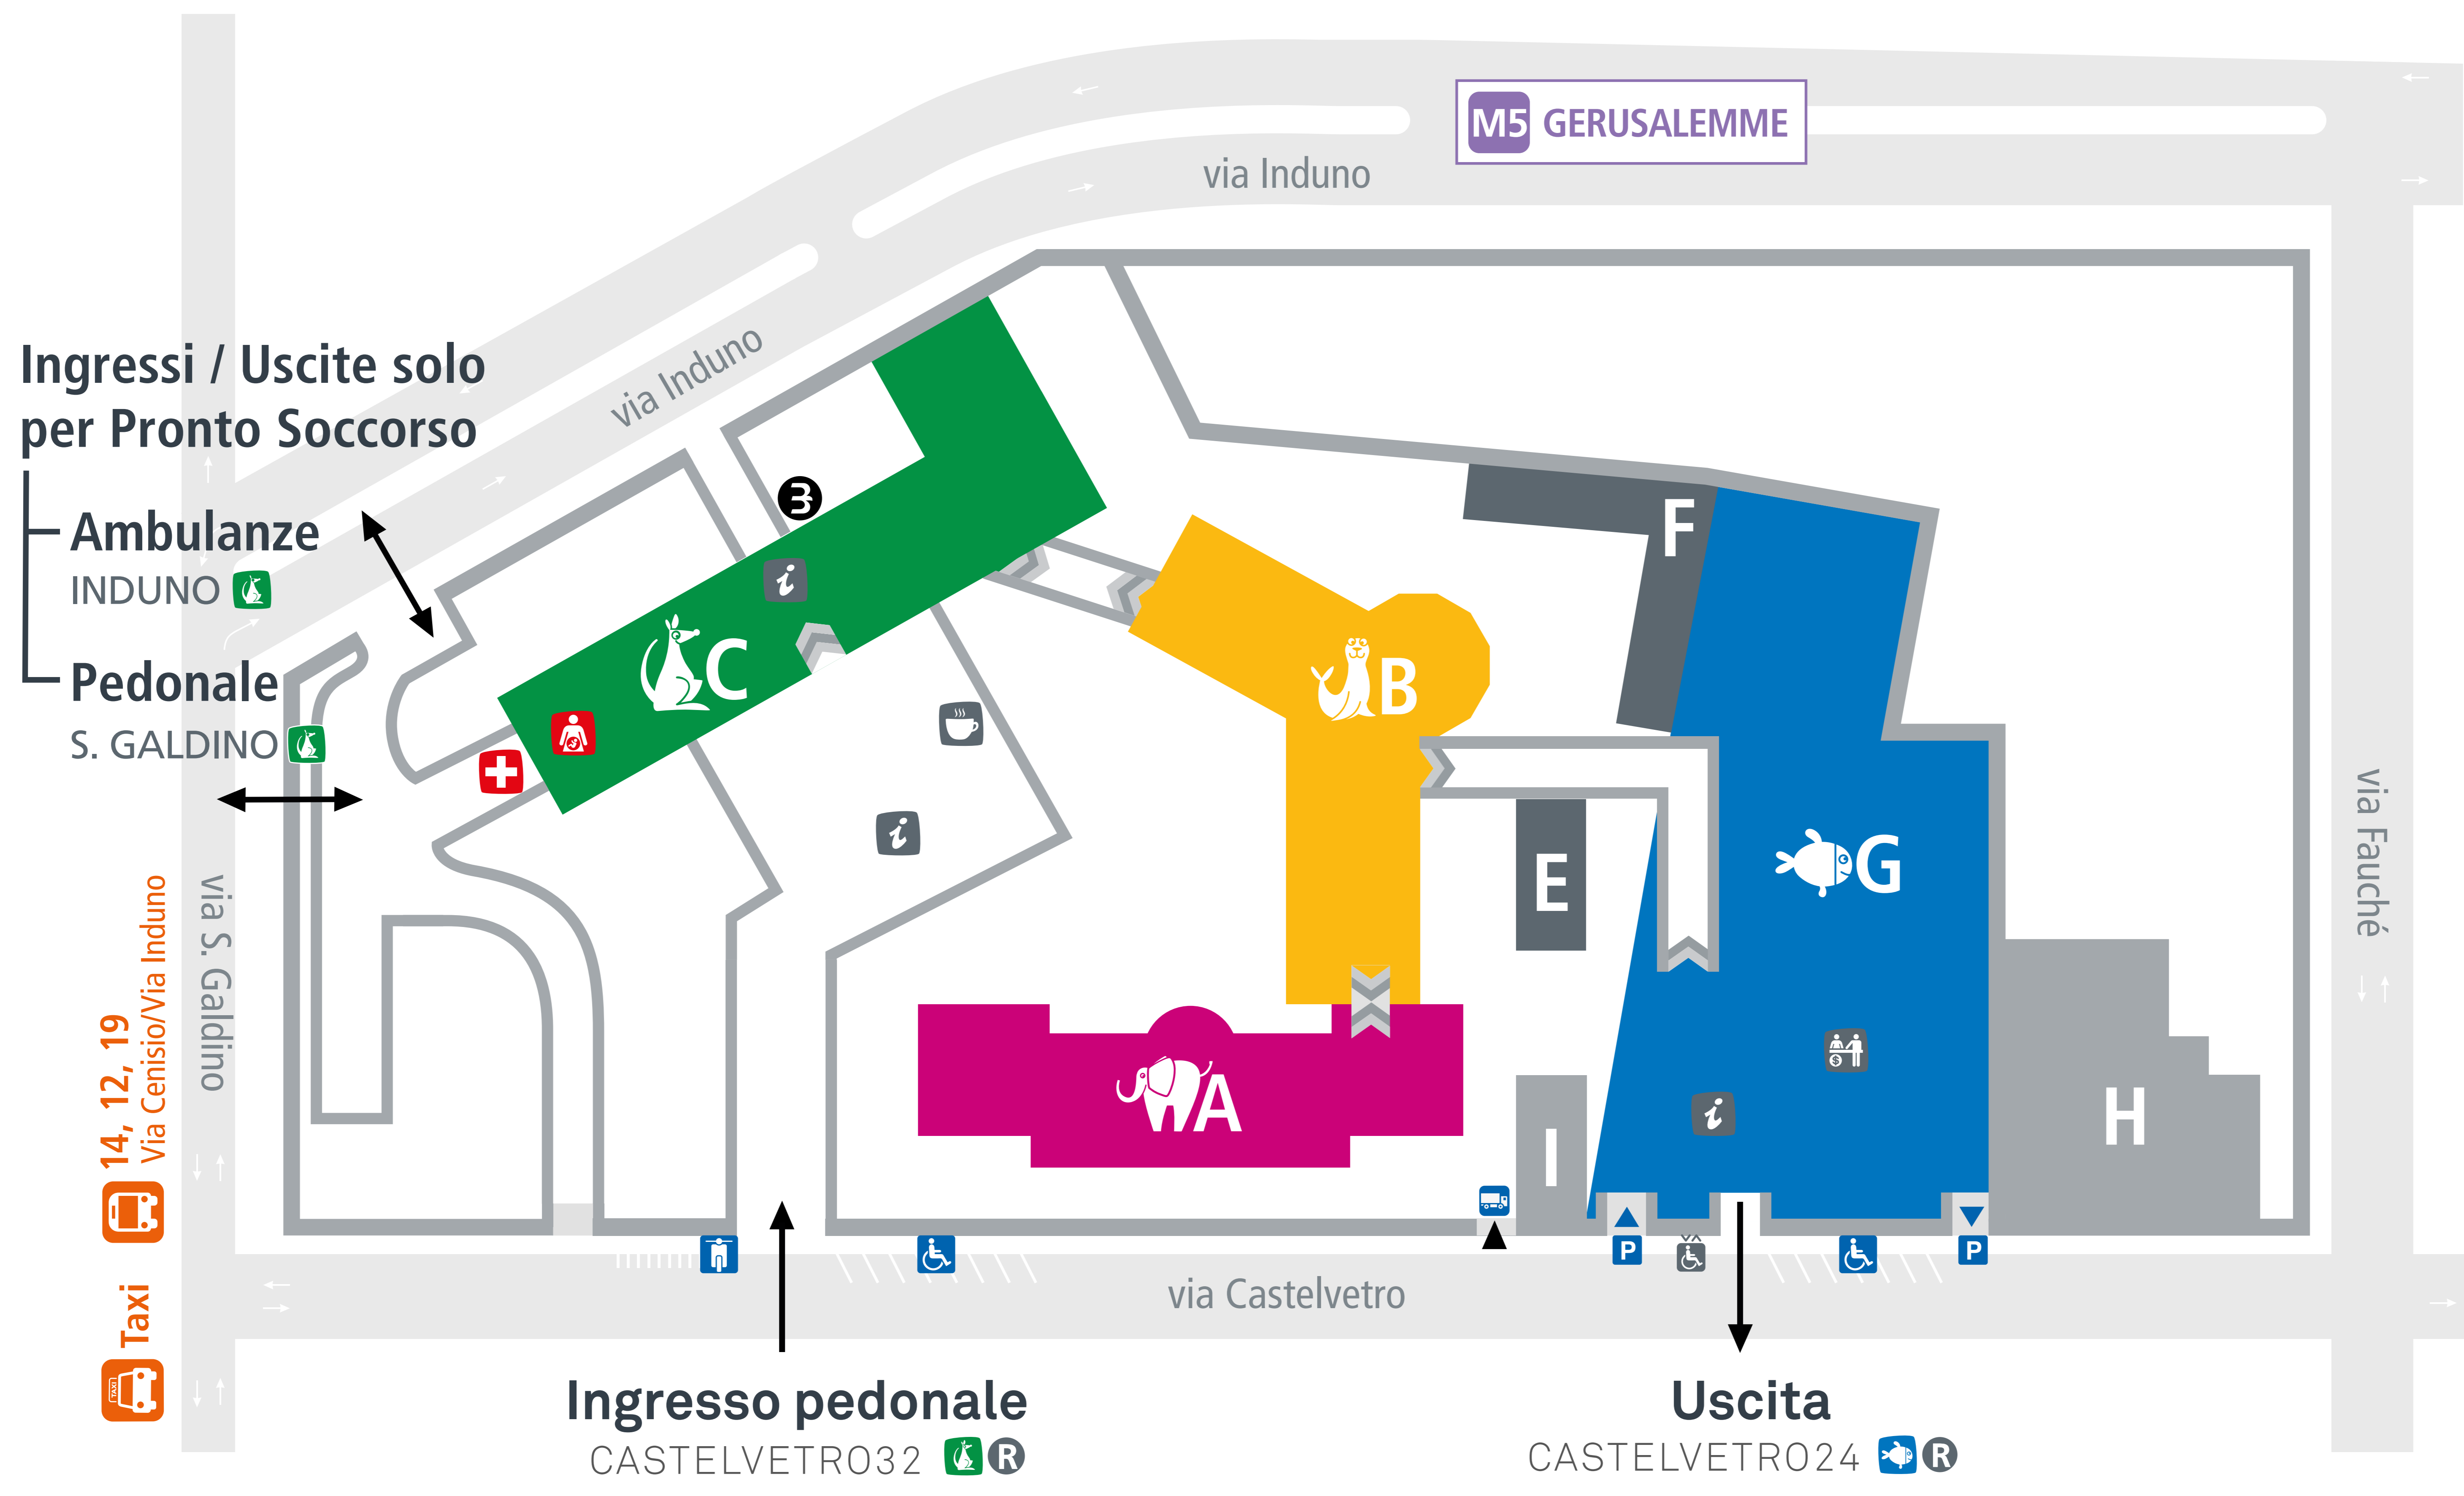 M5 GERUSALEMME
via Induno
via Induno
Ingressi / Uscite solo
per Pronto Soccorso
Ambulanze
INDUNO
Pedonale
S. GALDINO
C
i
B
F
G
E
i
A
I
i
$
H
via Fauché
via S. Galdino
14, 12, 19
Via Cenisio/Via Induno
Taxi
TAXI
P
P
via Castelvetro
Ingresso pedonale
CASTELVETRO32 R
Uscita
CASTELVETRO24 R